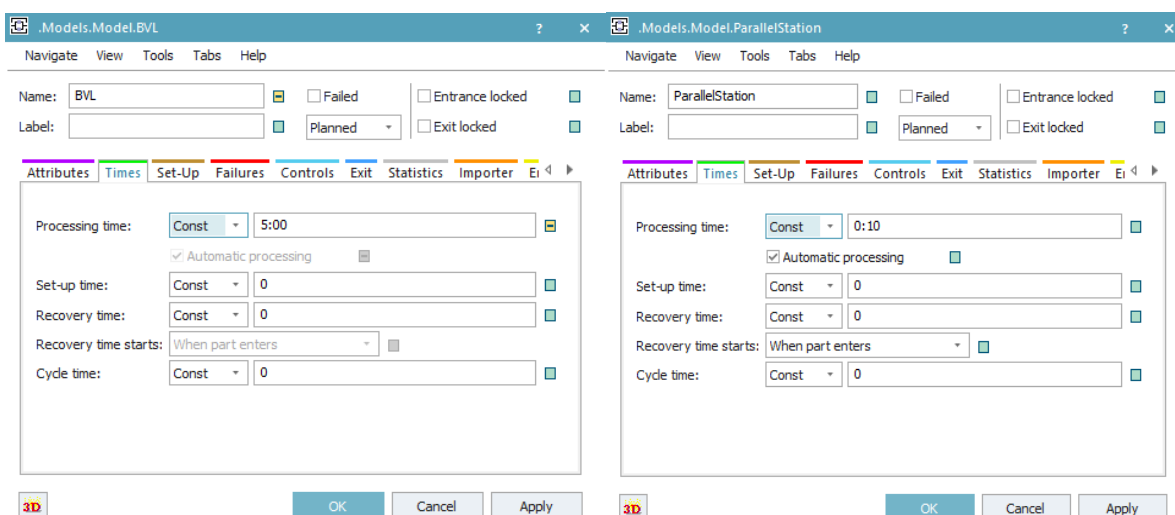 .Models.Model.BVL ? ×
Navigate View Tools Tabs Help
Name: BVL Failed Entrance locked
Label: Planned Exit locked
Attributes Times Set-Up Failures Controls Exit Statistics Importer
Processing time: Const 5:00
Automatic processing
Set-up time: Const 0
Recovery time: Const 0
Recovery time starts: When part enters
Cycle time: Const 0
3D OK Cancel Apply
.Models.Model.ParallelStation ? ×
Navigate View Tools Tabs Help
Name: ParallelStation Failed Entrance locked
Label: Planned Exit locked
Attributes Times Set-Up Failures Controls Exit Statistics Importer
Processing time: Const 0:10
Automatic processing
Set-up time: Const 0
Recovery time: Const 0
Recovery time starts: When part enters
Cycle time: Const 0
3D OK Cancel Apply